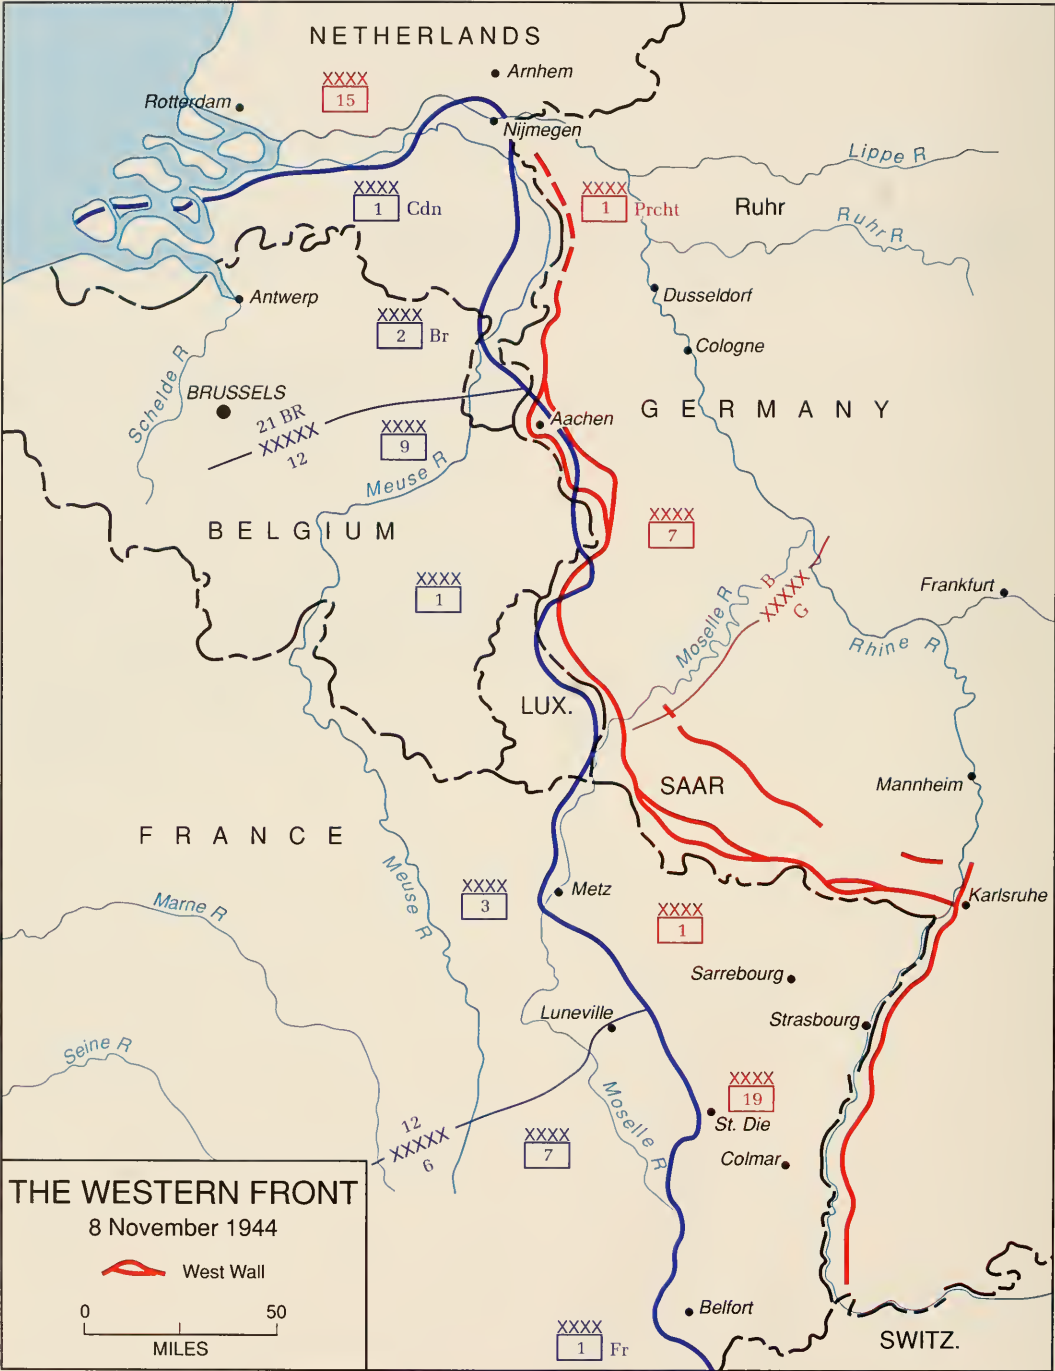 NETHERLANDS
Arnhem
XXXX
15
Rotterdam
Nijmegen
Lippe R
XXXX
1 Cdn
XXXX
1 Prcht
Ruhr
Ruhr R
Antwerp
Dusseldorf
XXXX
2 Br
Cologne
Schelde R
BRUSSELS
21 BR
XXXXX
12
XXXX
9
Aachen
GERMANY
Meuse R
BELGIUM
XXXX
7
XXXX
1
B
XXXXX
G
Frankfurt
Moselle R
Rhine R
LUX.
SAAR
Mannheim
FRANCE
Meuse R
XXXX
3
Metz
Karlsruhe
Marne R
XXXX
1
Sarrebourg
Luneville
Strasbourg
Seine R
XXXX
19
Moselle R
St. Die
12
XXXXX
6
XXXX
7
Colmar
THE WESTERN FRONT
8 November 1944
West Wall
0 50
MILES
Belfort
XXXX
1 Fr
SWITZ.